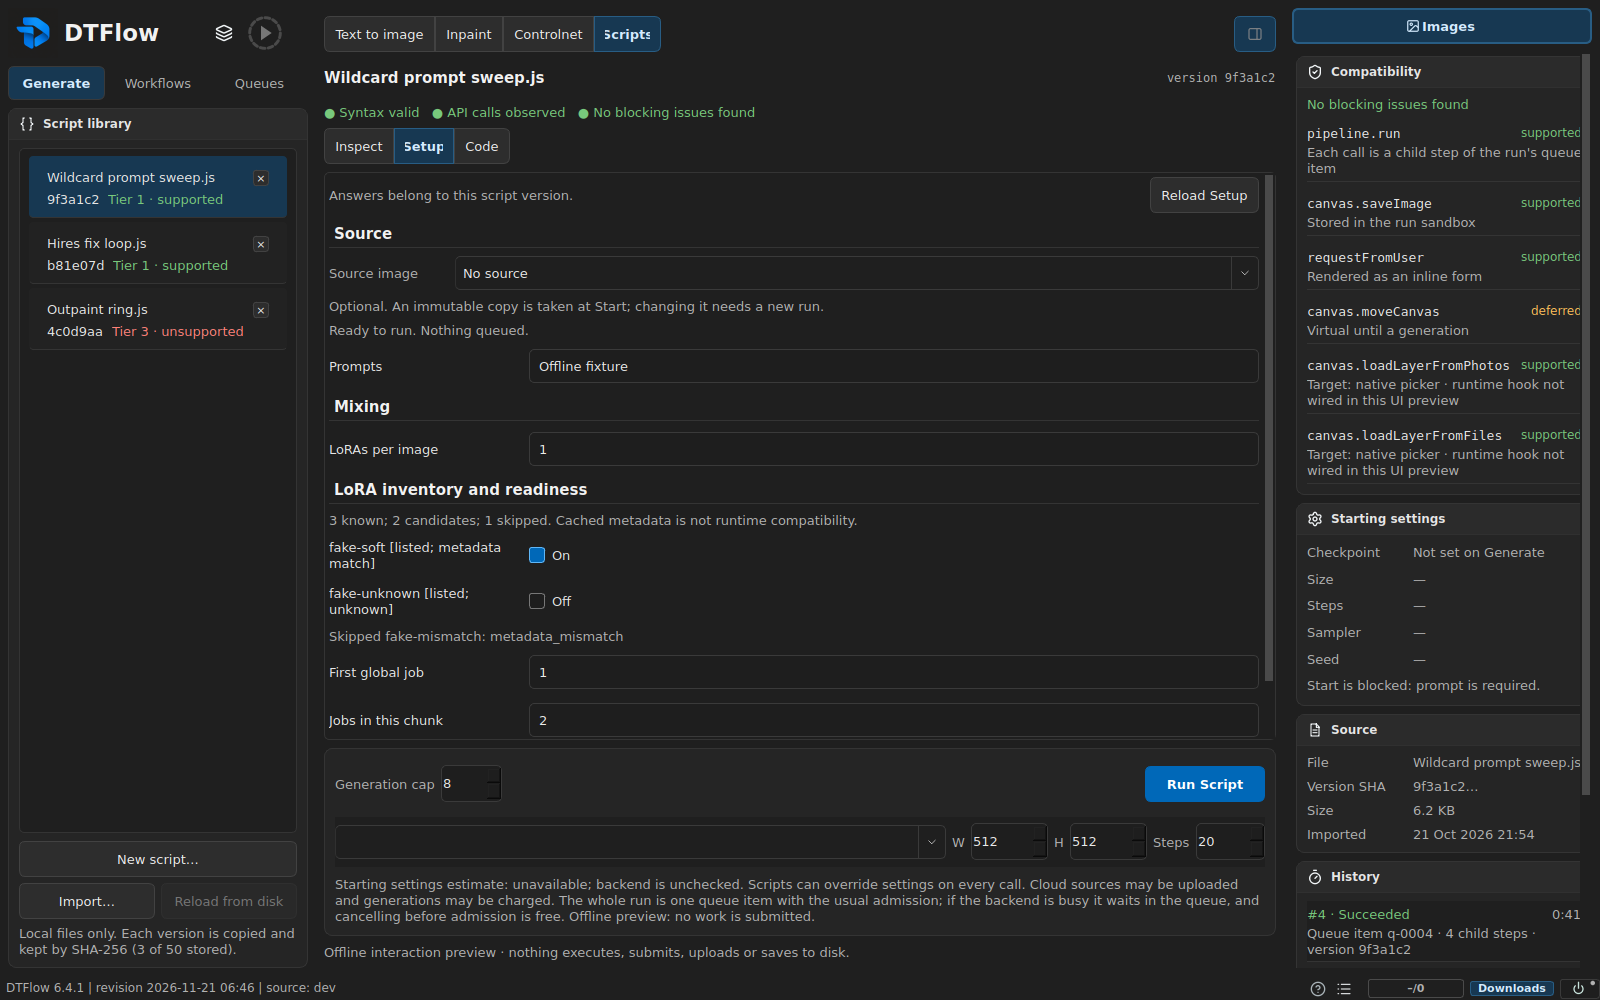 DTFlow
Generate
Workflows
Queues
Script library
Wildcard prompt sweep.js
9f3a1c2 Tier 1 · supported
Hires fix loop.js
b81e07d Tier 1 · supported
Outpaint ring.js
4c0d9aa Tier 3 · unsupported
New script...
Import...
Reload from disk
Local files only. Each version is copied and
kept by SHA-256 (3 of 50 stored).
Text to image
Inpaint
Controlnet
Scripts
Wildcard prompt sweep.js
version 9f3a1c2
Syntax valid
API calls observed
No blocking issues found
Inspect
Setup
Code
Answers belong to this script version.
Reload Setup
Source
Source image
No source
Optional. An immutable copy is taken at Start; changing it needs a new run.
Ready to run. Nothing queued.
Prompts
Offline fixture
Mixing
LoRAs per image
1
LoRA inventory and readiness
3 known; 2 candidates; 1 skipped. Cached metadata is not runtime compatibility.
fake-soft [listed; metadata
match]
On
fake-unknown [listed;
unknown]
Off
Skipped fake-mismatch: metadata_mismatch
First global job
1
Jobs in this chunk
2
Generation cap
8
Run Script
W
512
H
512
Steps
20
Starting settings estimate: unavailable; backend is unchecked. Scripts can override settings on every call. Cloud sources may be uploaded
and generations may be charged. The whole run is one queue item with the usual admission; if the backend is busy it waits in the queue, and
cancelling before admission is free. Offline preview: no work is submitted.
Offline interaction preview · nothing executes, submits, uploads or saves to disk.
Images
Compatibility
No blocking issues found
pipeline.run
supported
Each call is a child step of the run's queue
item
canvas.saveImage
supported
Stored in the run sandbox
requestFromUser
supported
Rendered as an inline form
canvas.moveCanvas
deferred
Virtual until a generation
canvas.loadLayerFromPhotos
supported
Target: native picker · runtime hook not
wired in this UI preview
canvas.loadLayerFromFiles
supported
Target: native picker · runtime hook not
wired in this UI preview
Starting settings
Checkpoint
Not set on Generate
Size
—
Steps
—
Sampler
—
Seed
—
Start is blocked: prompt is required.
Source
File
Wildcard prompt sweep.js
Version SHA
9f3a1c2...
Size
6.2 KB
Imported
21 Oct 2026 21:54
History
#4 · Succeeded
0:41
Queue item q-0004 · 4 child steps ·
version 9f3a1c2
DTFlow 6.4.1 | revision 2026-11-21 06:46 | source: dev
-/0
Downloads